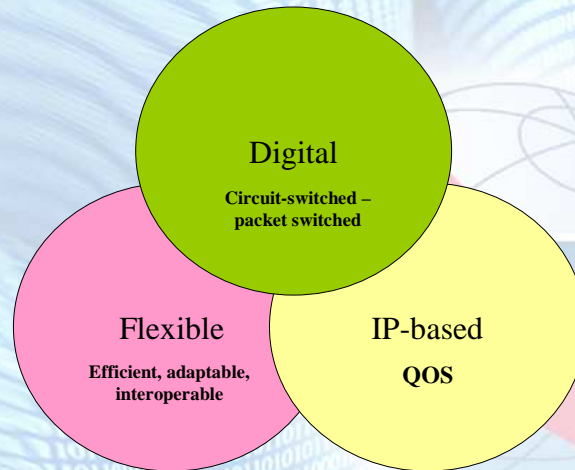 Digital
Circuit-switched –
packet switched
Flexible
Efficient, adaptable,
interoperable
IP-based
QOS